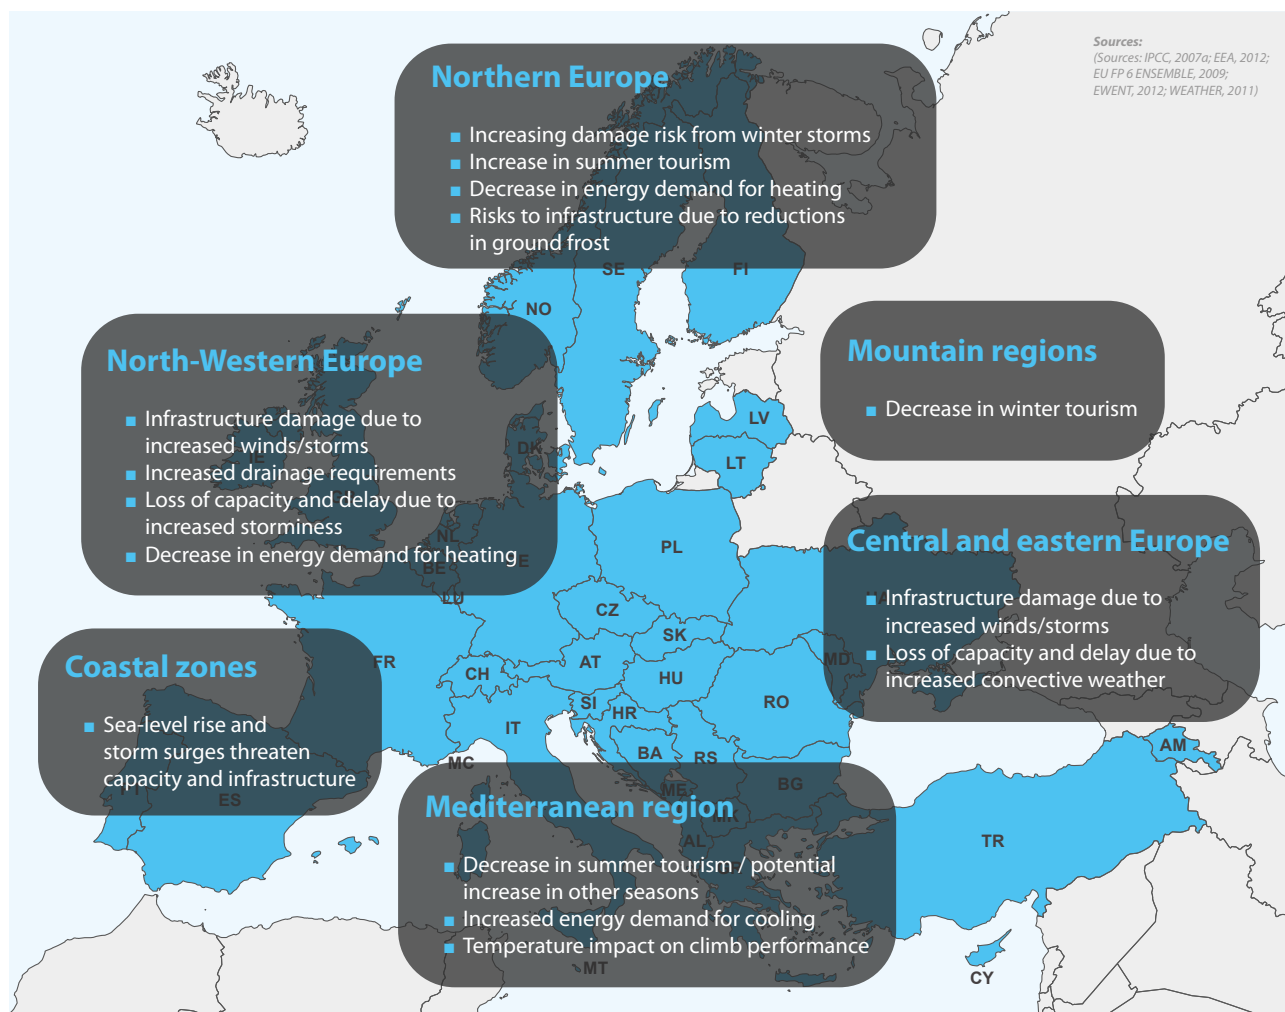 Sources:
(Sources: IPCC, 2007a; EEA, 2012;
EU FP 6 ENSEMBLE, 2009;
EWENT, 2012; WEATHER, 2011)
Northern Europe
■ Increasing damage risk from winter storms
■ Increase in summer tourism
■ Decrease in energy demand for heating
■ Risks to infrastructure due to reductions
in ground frost
SE
FI
NO
North-Western Europe
■ Infrastructure damage due to
increased winds/storms
■ Increased drainage requirements
■ Loss of capacity and delay due to
increased storminess
■ Decrease in energy demand for heating
IE
DK
NL
BE
LU
Mountain regions
■ Decrease in winter tourism
LV
LT
PL
CZ
SK
Central and eastern Europe
■ Infrastructure damage due to
increased winds/storms
■ Loss of capacity and delay due to
increased convective weather
MD
FR
CH
AT
HU
SI
HR
RO
IT
BA
RS
MC
Coastal zones
■ Sea-level rise and
storm surges threaten
capacity and infrastructure
ES
ME
BG
MK
AL
Mediterranean region
■ Decrease in summer tourism / potential
increase in other seasons
■ Increased energy demand for cooling
■ Temperature impact on climb performance
AM
TR
MT
CY